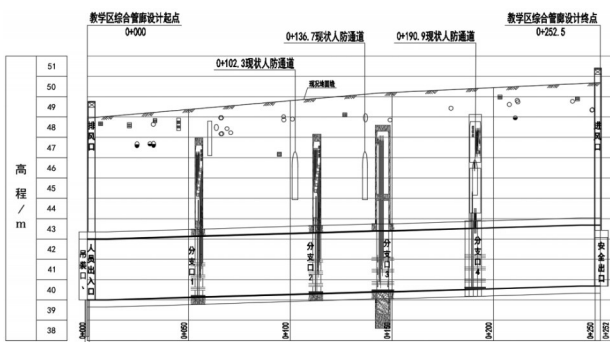 教学区综合管廊设计起点
0+000
教学区综合管廊设计终点
0+252.5
0+136.7现状人防通道
0+190.9现状人防通道
0+102.3现状人防通道
现况地面线
高程/m
51
50
49
48
47
46
45
44
43
42
41
40
39
38
排风口
进风口
吊装口、
人员出入口
分支口1
分支口2
分支口3
分支口4
安全出口
0+000
0+050
0+100
0+150
0+200
0+250
0+252